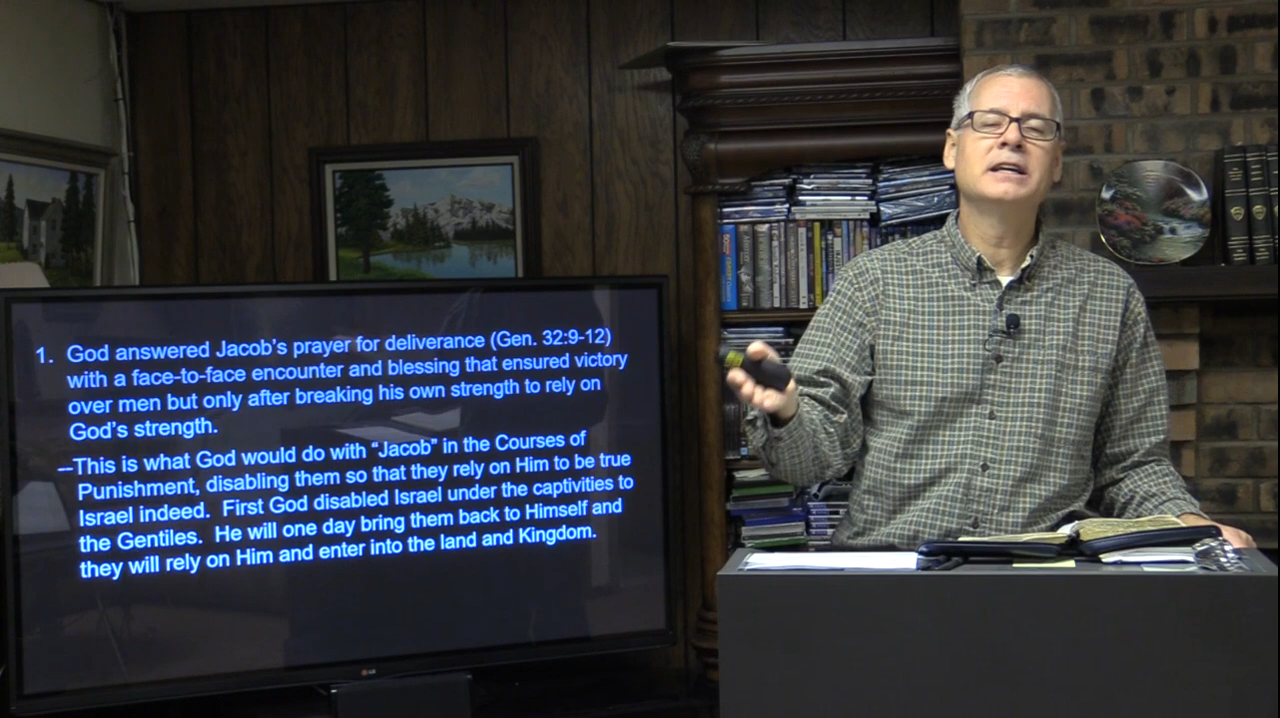 1. God answered Jacob's prayer for deliverance (Gen. 32:9-12)
with a face-to-face encounter and blessing that ensured victory
over men but only after breaking his own strength to rely on
God's strength.
--This is what God would do with “Jacob” in the Courses of
Punishment, disabling them so that they rely on Him to be true
Israel indeed.  First God disabled Israel under the captivities to
the Gentiles.  He will one day bring them back to Himself and
they will rely on Him and enter into the land and Kingdom.
LG